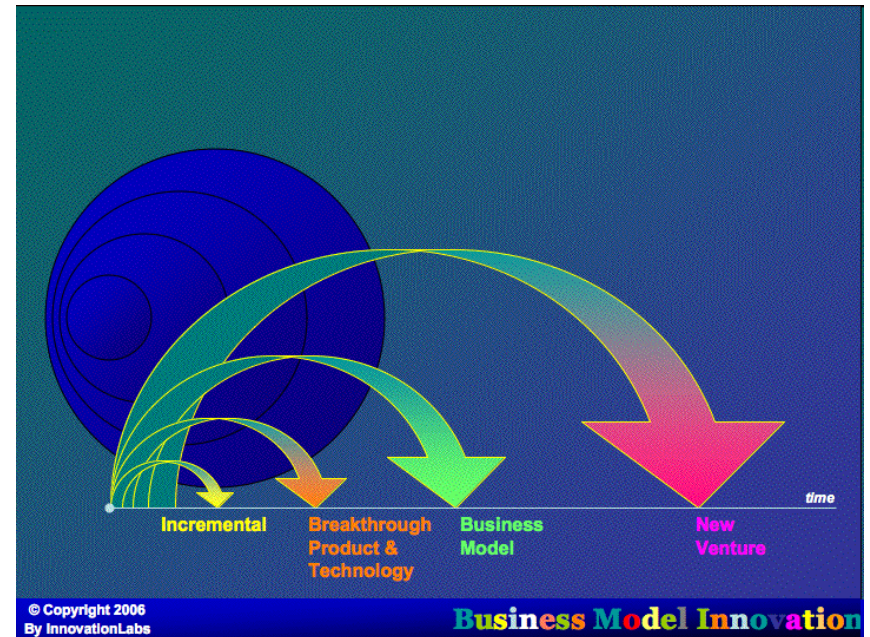 time
Incremental
Breakthrough
Product &
Technology
Business
Model
New
Venture
© Copyright 2006
By InnovationLabs
Business Model Innovation